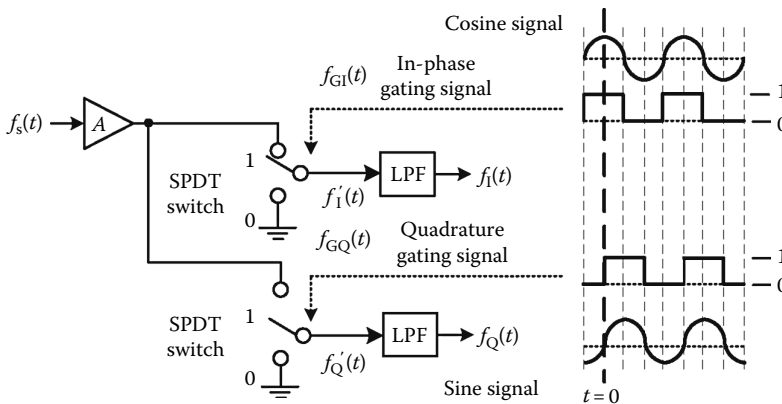 Cosine signal
f_GI(t)
In-phase
gating signal
1
0
f_s(t)
A
1
SPDT
switch
0
LPF
f_I(t)
f'_I(t)
f_GQ(t)
Quadrature
gating signal
1
0
1
SPDT
switch
0
LPF
f_Q(t)
f'_Q(t)
Sine signal
t = 0